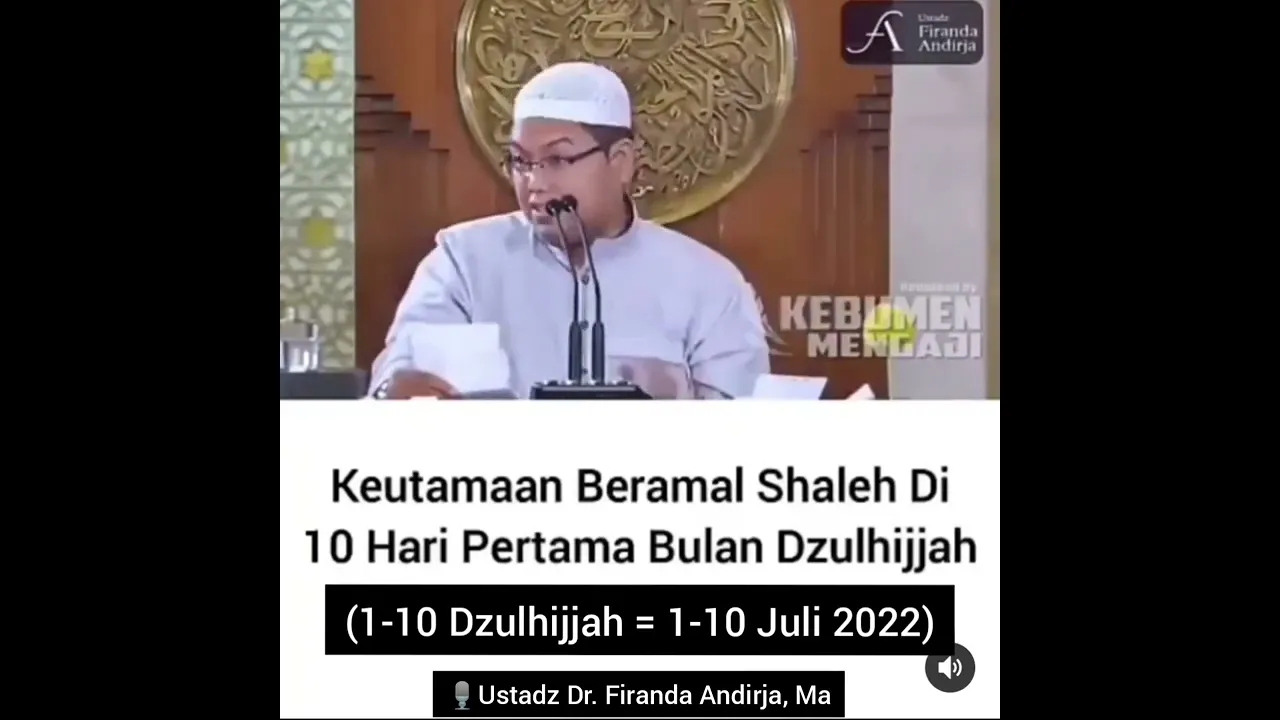 Ustadz
Firanda
Andirja
KEBUMEN
MENGAJI
Keutamaan Beramal Shaleh Di
10 Hari Pertama Bulan Dzulhijjah
(1-10 Dzulhijjah = 1-10 Juli 2022)
Ustadz Dr. Firanda Andirja, Ma